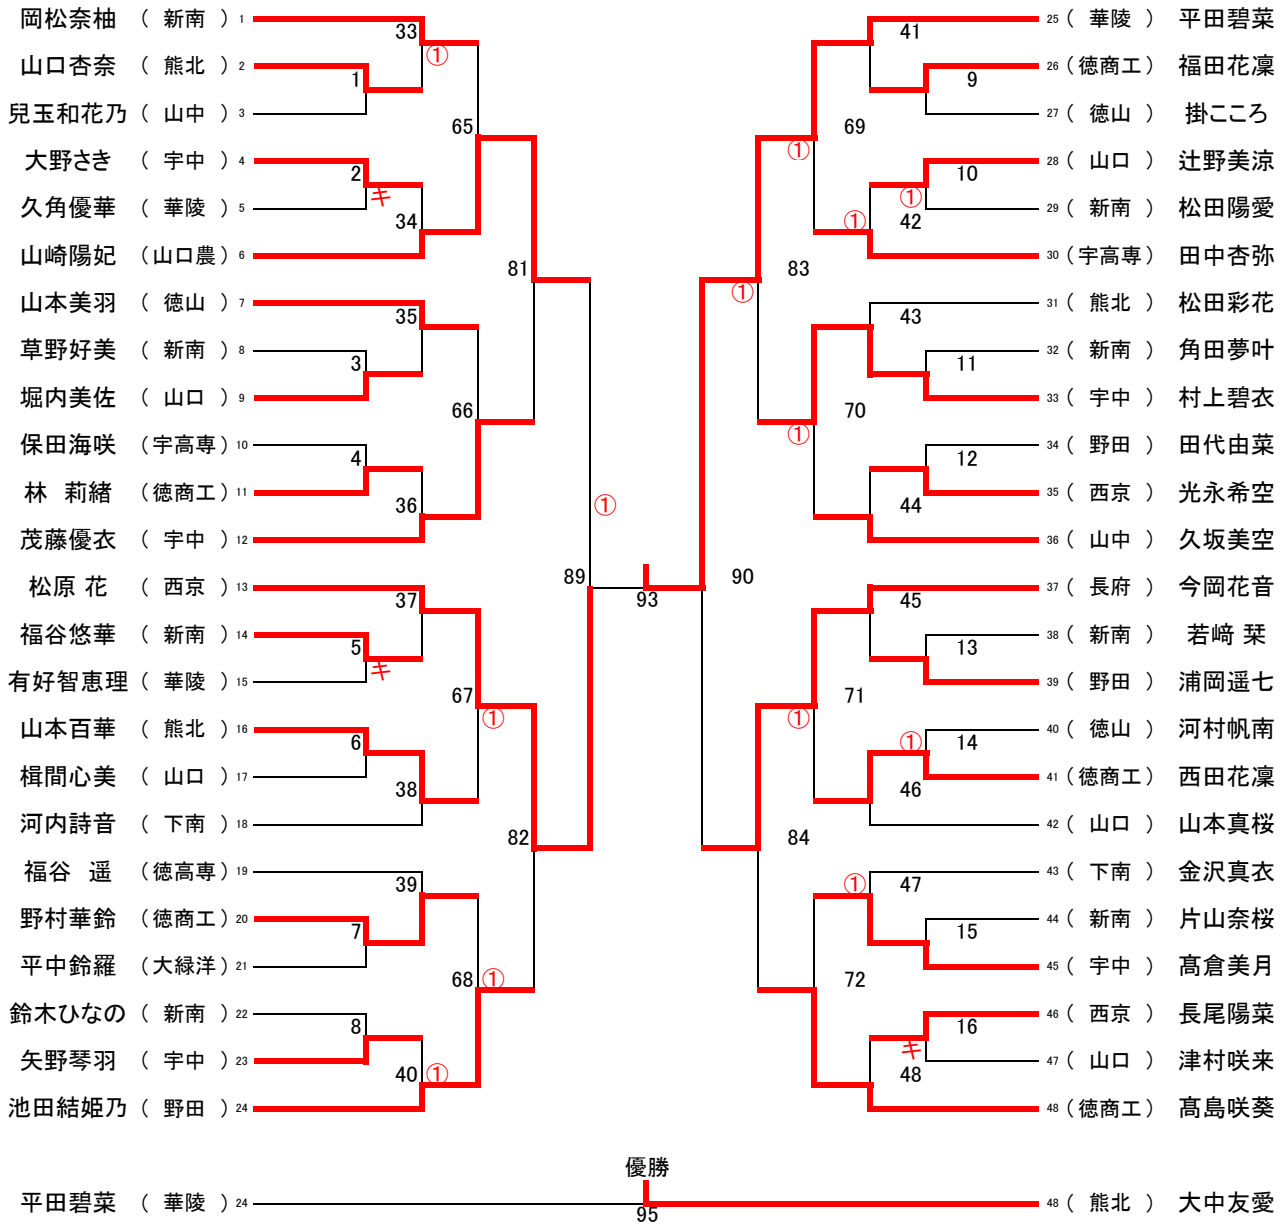 岡松奈柚 ( 新南 ) 1
山口杏奈 ( 熊北 ) 2
兒玉和花乃 ( 山中 ) 3
大野さき ( 宇中 ) 4
久角優華 ( 華陵 ) 5
山崎陽妃 (山口農) 6
山本美羽 ( 徳山 ) 7
草野好美 ( 新南 ) 8
堀内美佐 ( 山口 ) 9
保田海咲 (宇高専) 10
林 莉緒 (徳商工) 11
茂藤優衣 ( 宇中 ) 12
松原 花 ( 西京 ) 13
福谷悠華 ( 新南 ) 14
有好智恵理 ( 華陵 ) 15
山本百華 ( 熊北 ) 16
楫間心美 ( 山口 ) 17
河内詩音 ( 下南 ) 18
福谷 遥 (徳高専) 19
野村華鈴 (徳商工) 20
平中鈴羅 (大緑洋) 21
鈴木ひなの ( 新南 ) 22
矢野琴羽 ( 宇中 ) 23
池田結姫乃 ( 野田 ) 24
33 ①
1
65
2 キ
34
81
35
3
66
4
36
①
89
37
5 キ
67 ①
6
38
82
39
7
68 ①
8
40 ①
93
41
9
69 ①
10 ①
42 ①
83 ①
43
11
70 ①
12
44
90
45
13
71 ①
14 ①
46
84
47 ①
15
72
16 キ
48
25 ( 華陵 ) 平田碧菜
26 (徳商工) 福田花凜
27 ( 徳山 ) 掛こころ
28 ( 山口 ) 辻野美涼
29 ( 新南 ) 松田陽愛
30 (宇高専) 田中杏弥
31 ( 熊北 ) 松田彩花
32 ( 新南 ) 角田夢叶
33 ( 宇中 ) 村上碧衣
34 ( 野田 ) 田代由菜
35 ( 西京 ) 光永希空
36 ( 山中 ) 久坂美空
37 ( 長府 ) 今岡花音
38 ( 新南 ) 若﨑 栞
39 ( 野田 ) 浦岡遥七
40 ( 徳山 ) 河村帆南
41 (徳商工) 西田花凜
42 ( 山口 ) 山本真桜
43 ( 下南 ) 金沢真衣
44 ( 新南 ) 片山奈桜
45 ( 宇中 ) 髙倉美月
46 ( 西京 ) 長尾陽菜
47 ( 山口 ) 津村咲来
48 (徳商工) 髙島咲葵
優勝
平田碧菜 ( 華陵 ) 24
95
48 ( 熊北 ) 大中友愛